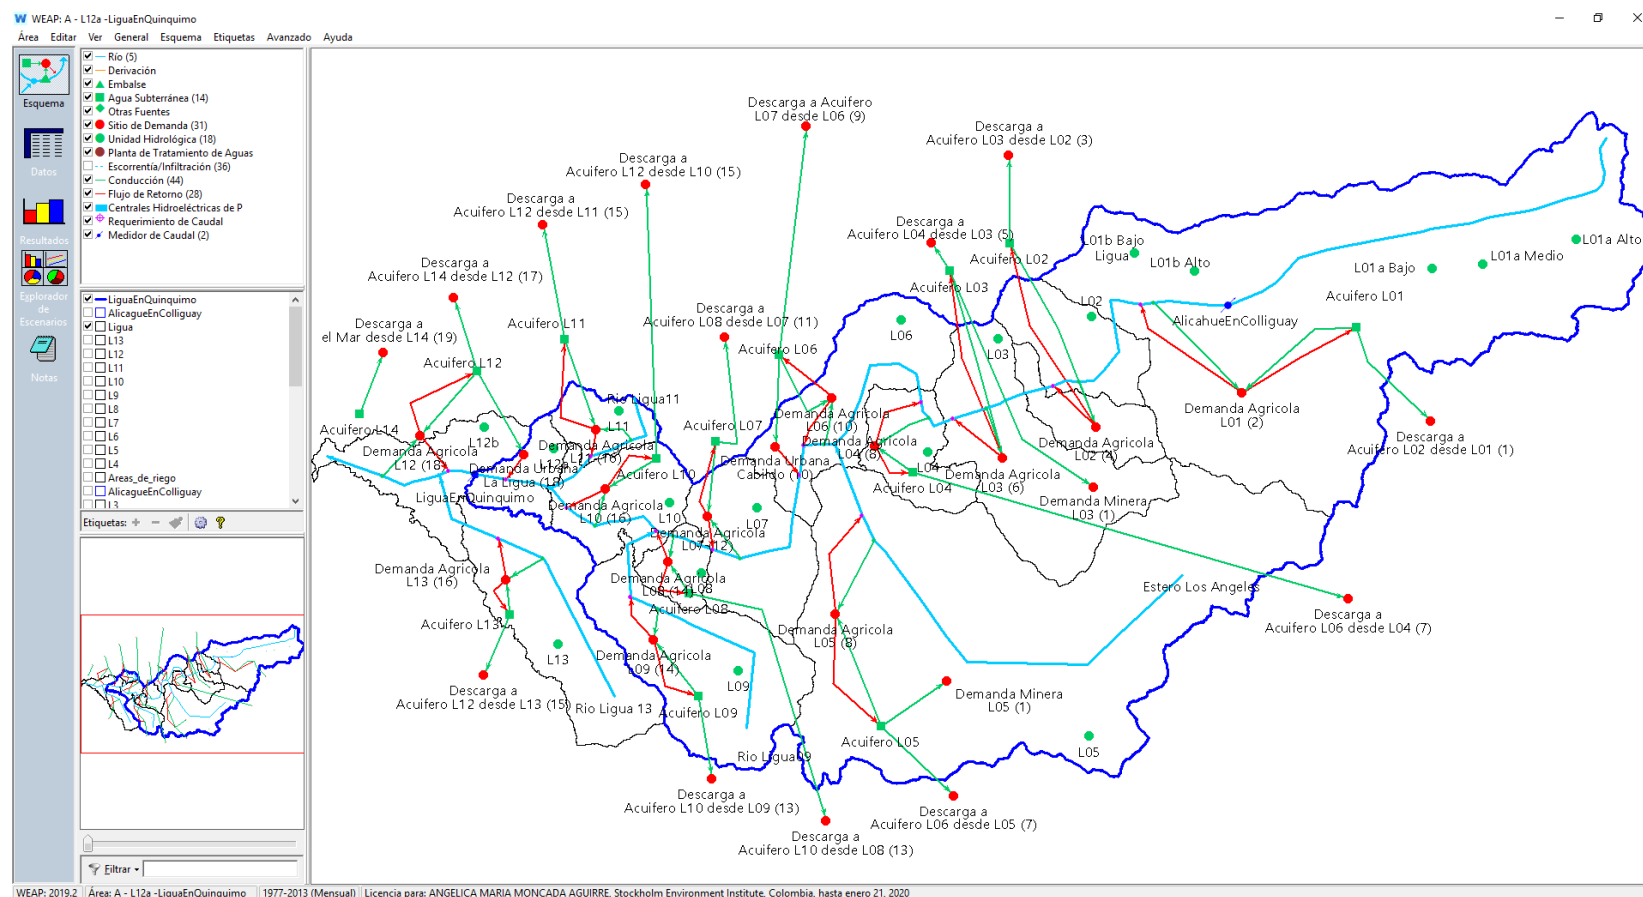 WEAP: A - L12a -LiguaEnQuinquimo
Área Editar Ver General Esquema Etiquetas Avanzado Ayuda
Esquema
Datos
Resultados
Explorador
de
Escenarios
Notas
Río (5)
Derivación
Embalse
Agua Subterránea (14)
Otras Fuentes
Sitio de Demanda (31)
Unidad Hidrológica (18)
Planta de Tratamiento de Aguas
Escorrentía/Infiltración (36)
Conducción (44)
Flujo de Retorno (28)
Centrales Hidroeléctricas de P
Requerimiento de Caudal
Medidor de Caudal (2)
LiguaEnQuinquimo
AlicagueEnColliguay
Ligua
L13
L12
L11
L10
L9
L8
L7
L6
L5
L4
Areas_de_riego
AlicagueEnColliguay
L3
Etiquetas:
Filtrar
Descarga a Acuifero
L07 desde L06 (9)
Descarga a
Acuifero L03 desde L02 (3)
Descarga a
Acuifero L12 desde L10 (15)
Descarga a
Acuifero L12 desde L11 (15)
Descarga a
Acuifero L04 desde L03 (5)
Acuifero L02
L01b Bajo
Ligua
L01b Alto
L01a Alto
L01a Medio
L01a Bajo
Descarga a
Acuifero L14 desde L12 (17)
Acuifero L03
Acuifero L01
L02
AlicahueEnColliguay
Descarga a
el Mar desde L14 (19)
Acuifero L11
Descarga a
Acuifero L08 desde L07 (11)
L06
Acuifero L06
L03
Acuifero L12
Rio Ligua11
Demanda Agricola
L01 (2)
Acuifero L14
L11
Acuifero L07
Demanda Agricola
L06 (10)
Descarga a
Acuifero L02 desde L01 (1)
L12b
Demanda Agricola
L12 (18)
Demanda Agricola
L11 (16)
L12a
Demanda Agricola
L04 (8)
Demanda Agricola
L02 (4)
Demanda Urbana
La Ligua (18)
Acuifero L10
Demanda Urbana
Cabildo (10)
L04
Acuifero L04
Demanda Agricola
L03 (6)
LiguaEnQuinquimo
Demanda Agricola
L10 (16)
L10
L07
Demanda Minera
L03 (1)
Demanda Agricola
L07 (12)
Demanda Agricola
L13 (16)
Demanda Agricola
L08 (14)
L08
Estero Los Angeles
Acuifero L13
Acuifero L08
Demanda Agricola
L05 (8)
Descarga a
Acuifero L06 desde L04 (7)
L13
Demanda Agricola
L09 (14)
L09
Descarga a
Acuifero L12 desde L13 (15)
Rio Ligua 13
Acuifero L09
Demanda Minera
L05 (1)
Acuifero L05
L05
Rio Ligua09
Descarga a
Acuifero L10 desde L09 (13)
Descarga a
Acuifero L06 desde L05 (7)
Descarga a
Acuifero L10 desde L08 (13)
WEAP: 2019.2 Área: A - L12a -LiguaEnQuinquimo 1977-2013 (Mensual) Licencia para: ANGELICA MARIA MONCADA AGUIRRE, Stockholm Environment Institute, Colombia, hasta enero 21, 2020